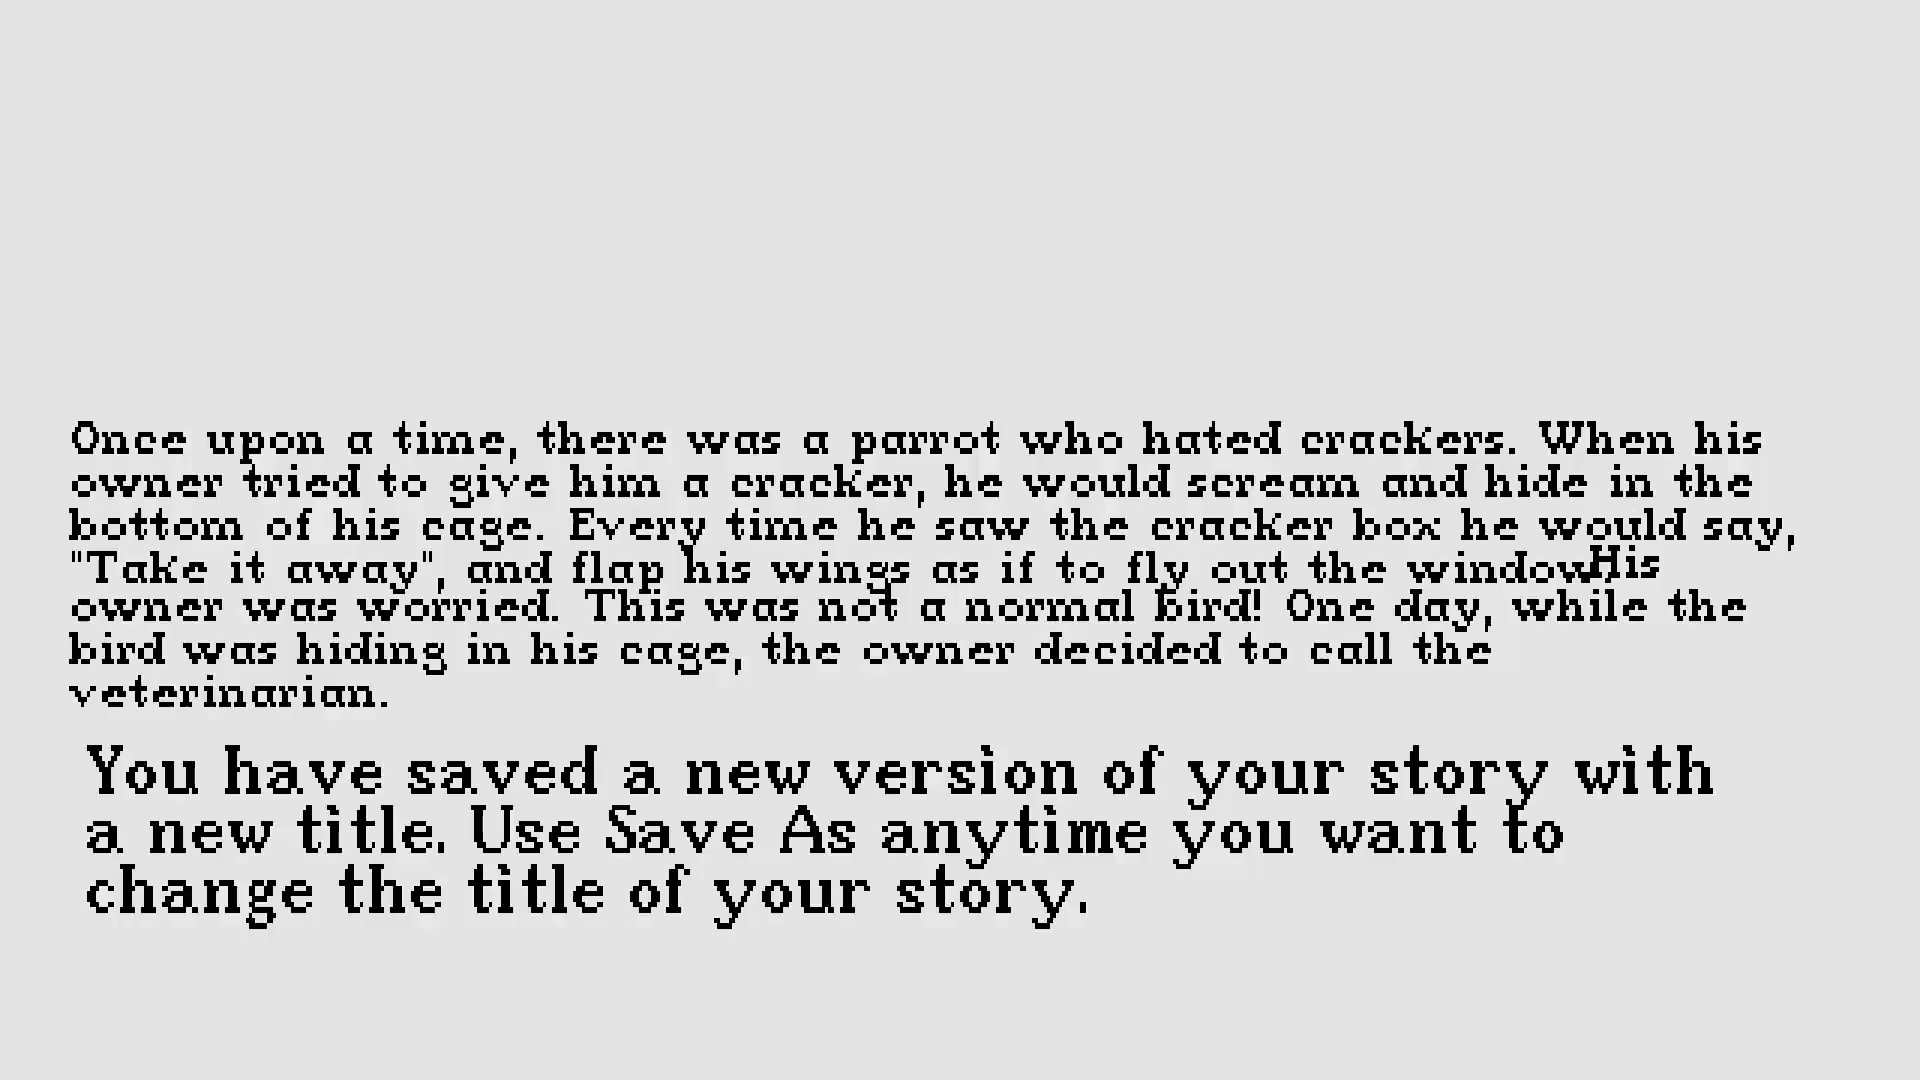 Once upon a time, there was a parrot who hated crackers. When his
owner tried to give him a cracker, he would scream and hide in the
bottom of his cage. Every time he saw the cracker box he would say,
"Take it away", and flap his wings as if to fly out the window. His
owner was worried. This was not a normal bird! One day, while the
bird was hiding in his cage, the owner decided to call the
veterinarian.
You have saved a new version of your story with
a new title. Use Save As anytime you want to
change the title of your story.